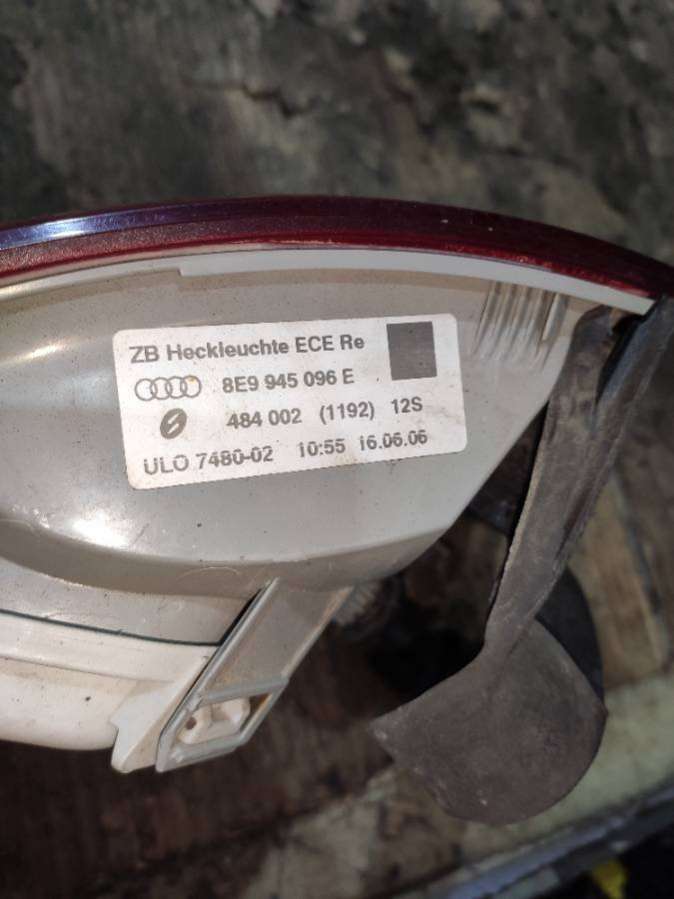 ZB Heckleuchte ECE Re
8E9 945 096 E
484 002 (1192) 12S
ULO 7480-02 10:55 16.06.06